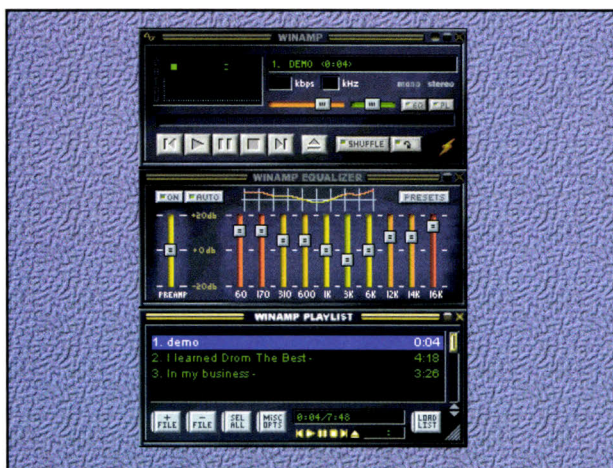 WINAMP
1. DEMO (0:04)
kbps kHz mono stereo
EQ PL
SHUFFLE
WINAMP EQUALIZER
ON AUTO PRESETS
+20db
+0db
-20db
PREAMP 60 170 310 600 1K 3K 6K 12K 14K 16K
WINAMP PLAYLIST
1. demo 0:04
2. I learned Drom The Best - 4:18
3. In my business - 3:26
+ FILE - FILE SEL ALL MISC OPTS 0:04/7:48 LOAD LIST